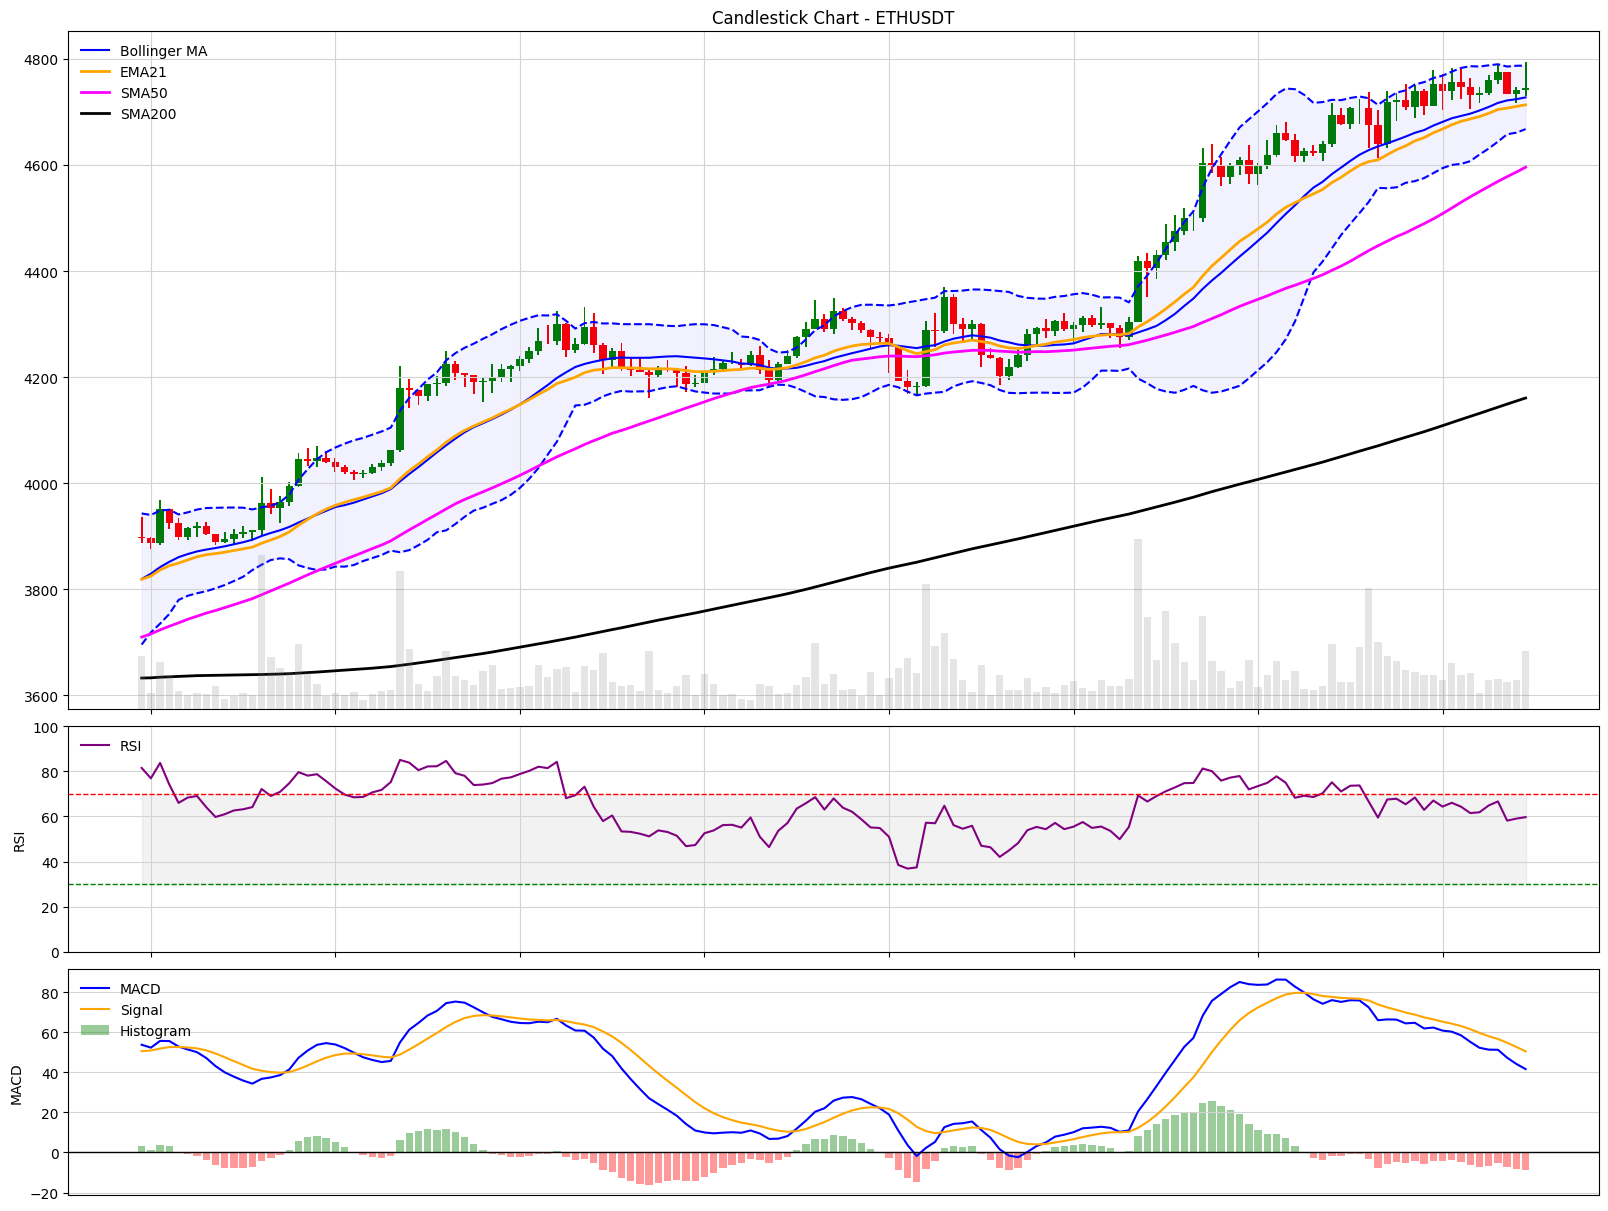 Candlestick Chart - ETHUSDT
Bollinger MA
EMA21
SMA50
SMA200
4800
4600
4400
4200
4000
3800
3600
RSI
100
80
60
40
20
0
RSI
MACD
Signal
Histogram
80
60
40
20
0
−20
MACD